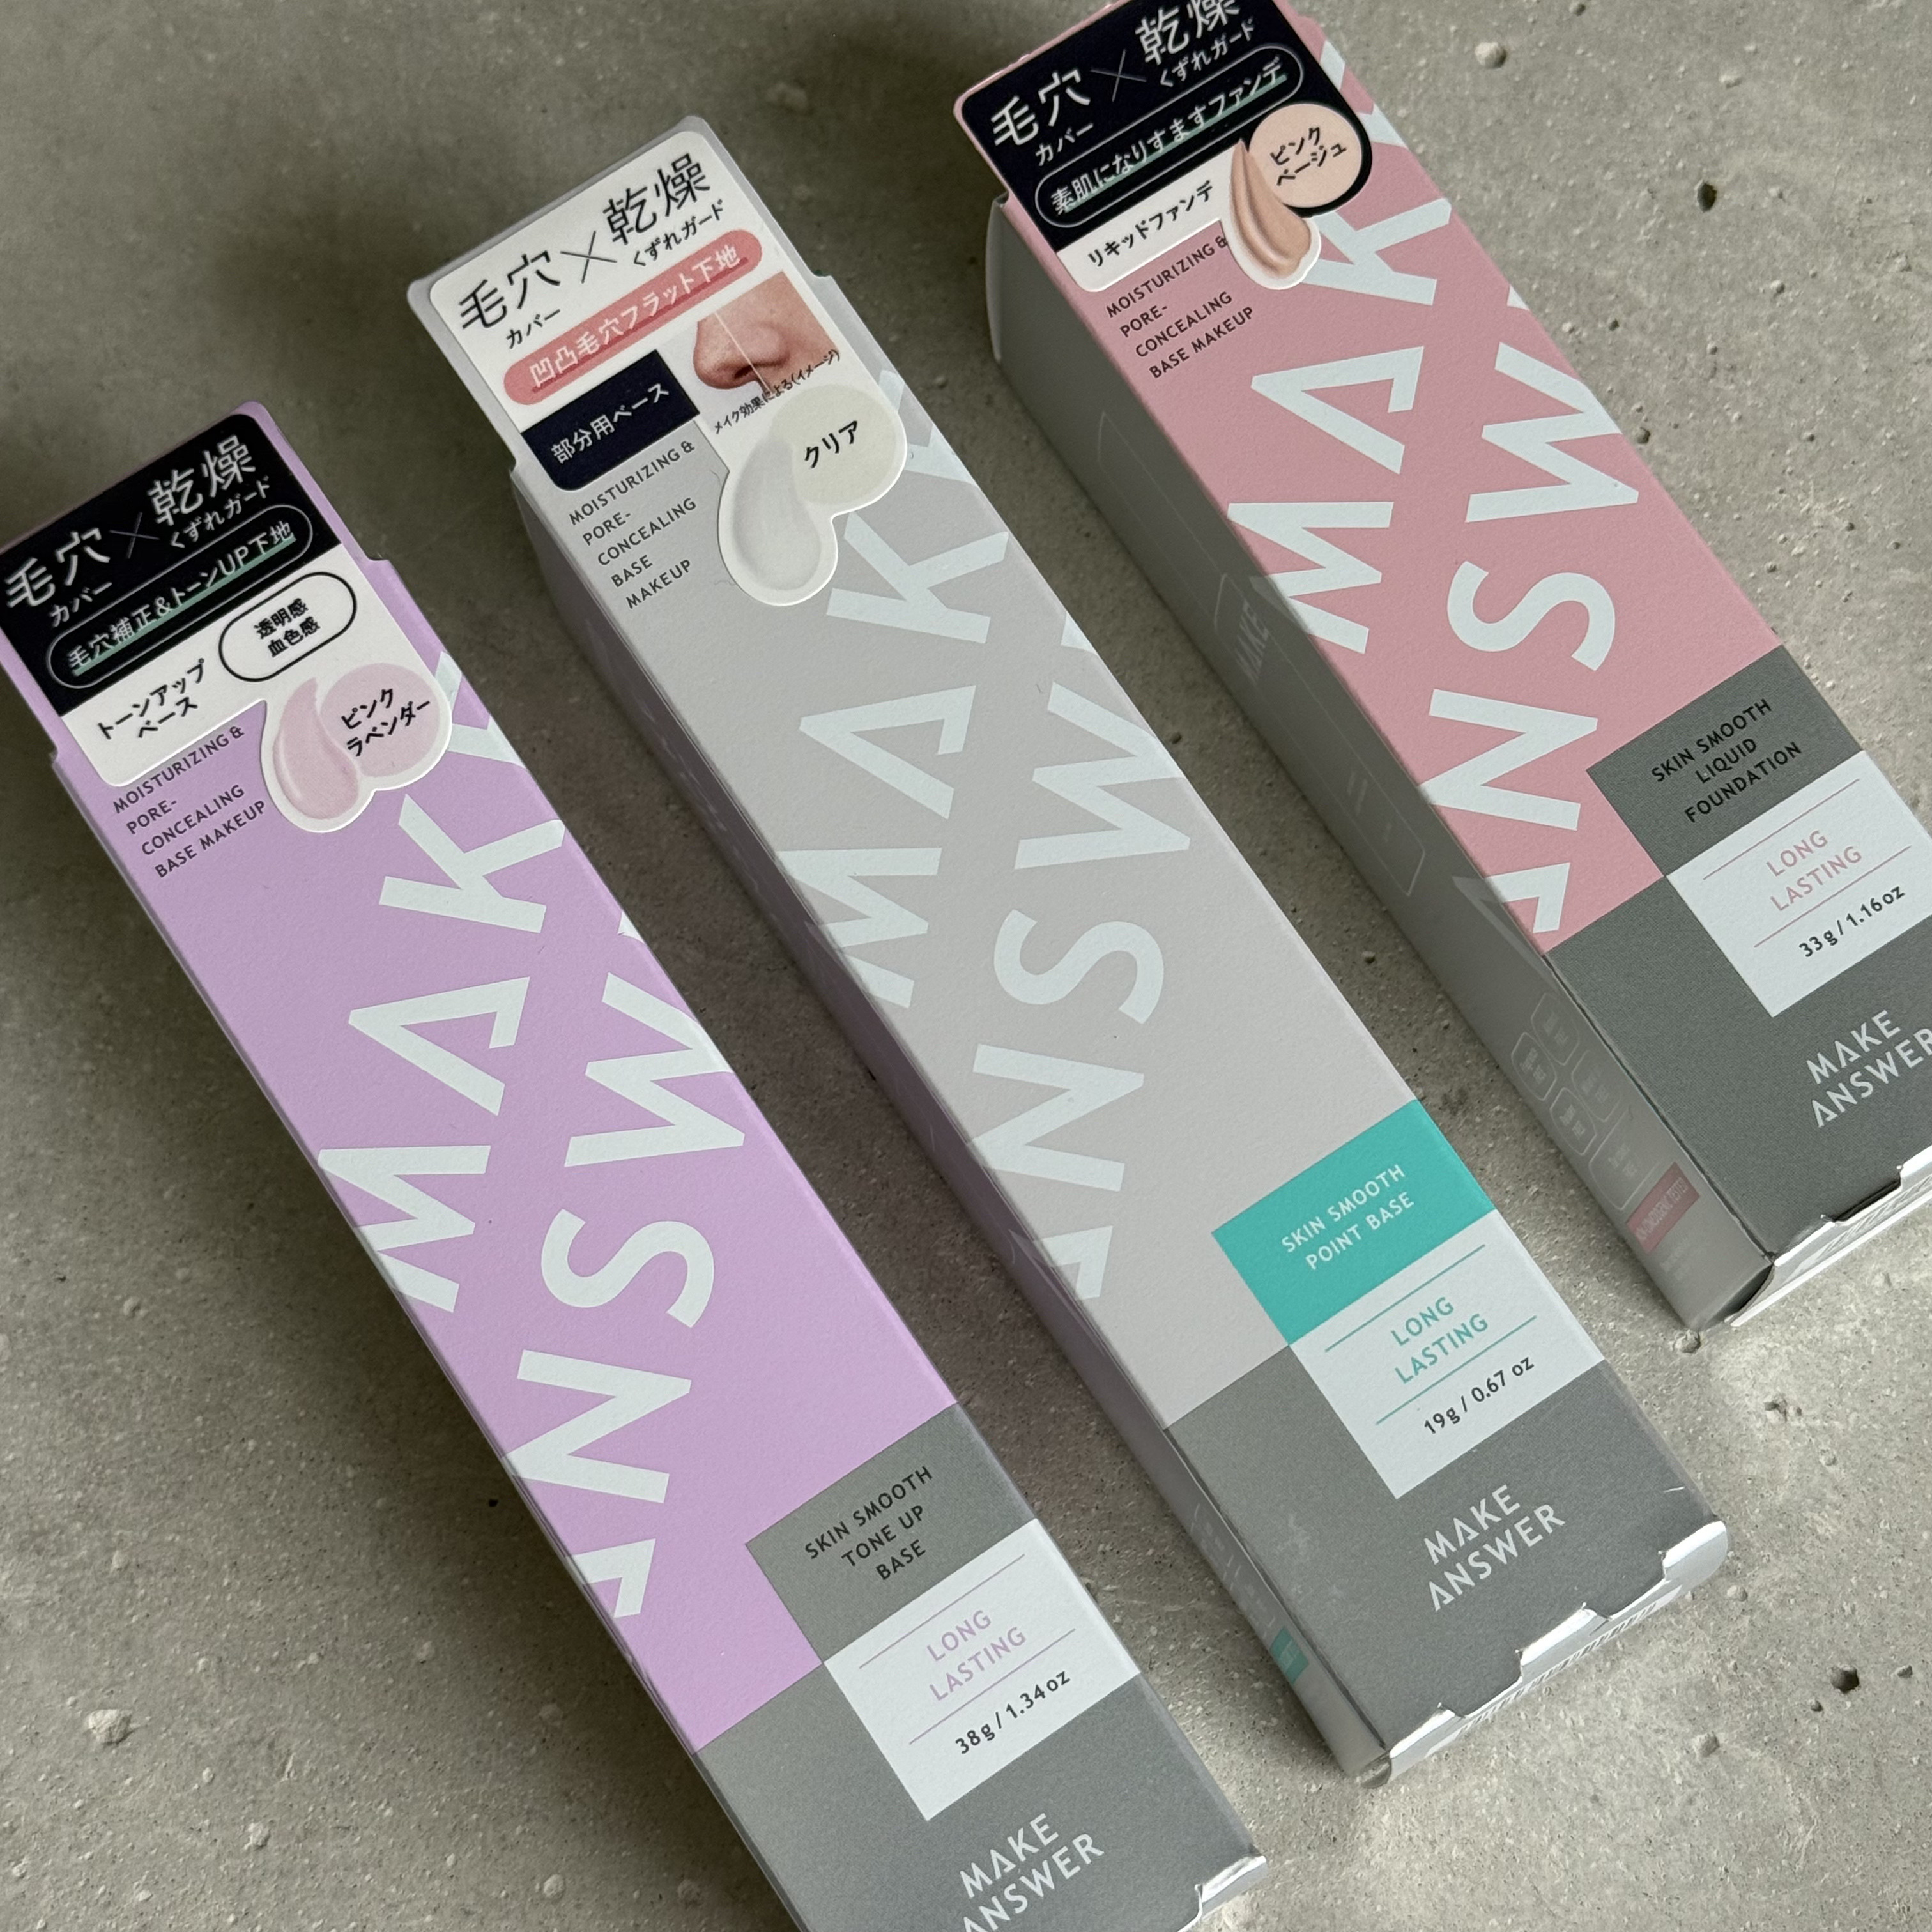 毛穴×乾燥
カバー くずれガード
毛穴補正&トーンUP下地
トーンアップ
ベース
透明感
血色感
ピンク
ラベンダー
MOISTURIZING &
PORE-
CONCEALING
BASE MAKEUP
MAKE
ANSW
SKIN SMOOTH
TONE UP
BASE
LONG
LASTING
38g / 1.34oz
MAKE
ANSWER
毛穴×乾燥
カバー くずれガード
凹凸毛穴フラット下地
部分用ベース
メイク効果による(イメージ)
クリア
MOISTURIZING &
PORE-
CONCEALING
BASE
MAKEUP
MAK
ANSW
SKIN SMOOTH
POINT BASE
LONG
LASTING
19g / 0.67 oz
MAKE
ANSWER
毛穴×乾燥
カバー くずれガード
素肌になりすますファンデ
リキッドファンデ
ピンク
ベージュ
MOISTURIZING &
PORE-
CONCEALING
BASE MAKEUP
MAK
ANSW
SKIN SMOOTH
LIQUID
FOUNDATION
LONG
LASTING
33g / 1.16oz
MAKE
ANSWER
MAKE